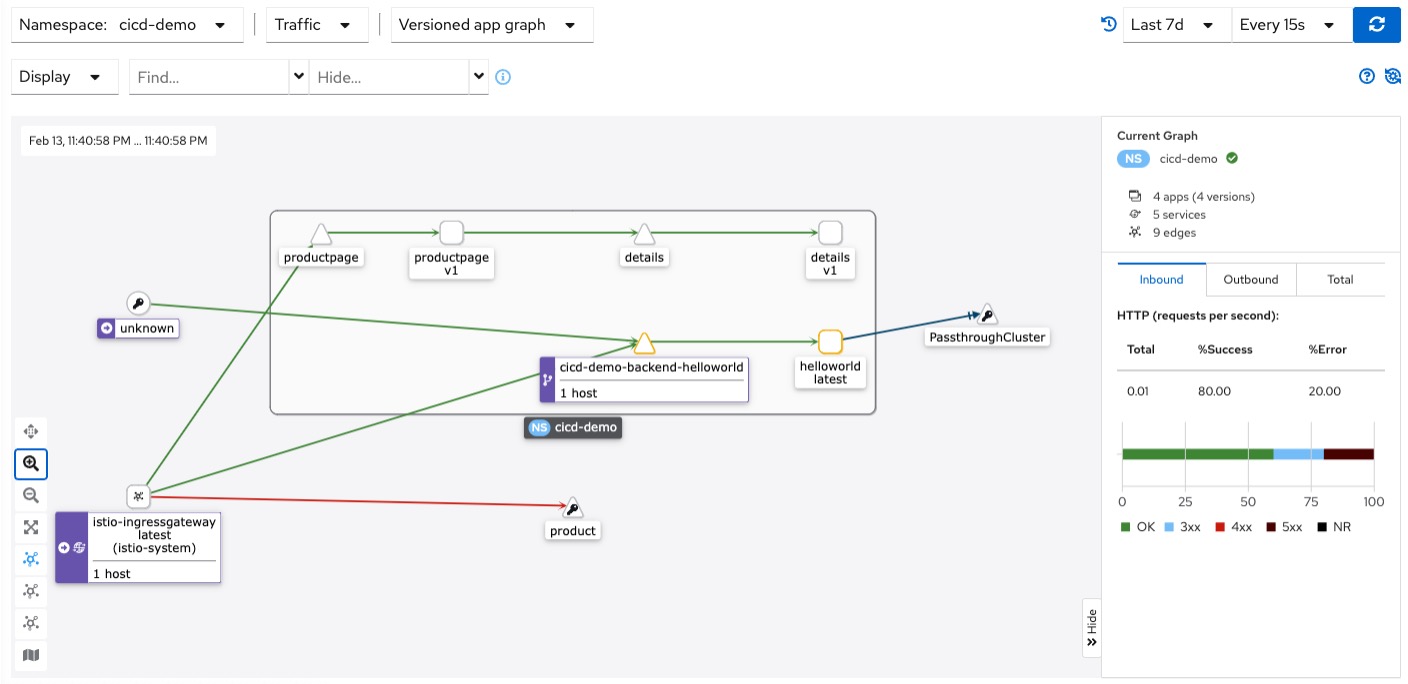 Namespace: cicd-demo
Traffic
Versioned app graph
Last 7d
Every 15s
Display
Find...
Hide...
Feb 13, 11:40:58 PM ... 11:40:58 PM
productpage
productpage
v1
details
details
v1
unknown
cicd-demo-backend-helloworld
1 host
helloworld
latest
PassthroughCluster
NS cicd-demo
istio-ingressgateway
latest
(istio-system)
1 host
product
Hide
Current Graph
NS cicd-demo
4 apps (4 versions)
5 services
9 edges
Inbound
Outbound
Total
HTTP (requests per second):
Total %Success %Error
0.01 80.00 20.00
0 25 50 75 100
OK 3xx 4xx 5xx NR